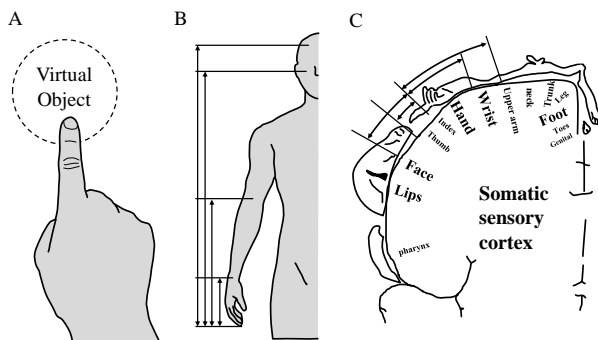 A
Virtual
Object
B
C
Index
Thumb
Hand
Wrist
Upper arm
neck
Trunk
Leg
Foot
Toes
Genital
Face
Lips
pharynx
Somatic
sensory
cortex